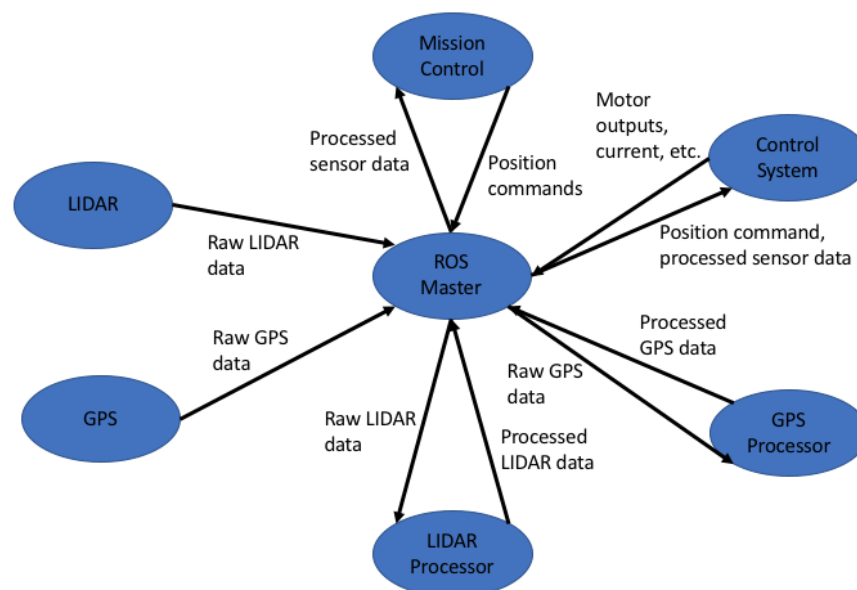 Mission
Control
Motor
outputs,
current, etc.
Control
System
Processed
sensor data
Position
commands
LIDAR
Raw LIDAR
data
ROS
Master
Position command,
processed sensor data
Raw GPS
data
Processed
GPS data
Raw GPS
data
GPS
Raw LIDAR
data
Processed
LIDAR data
GPS
Processor
LIDAR
Processor